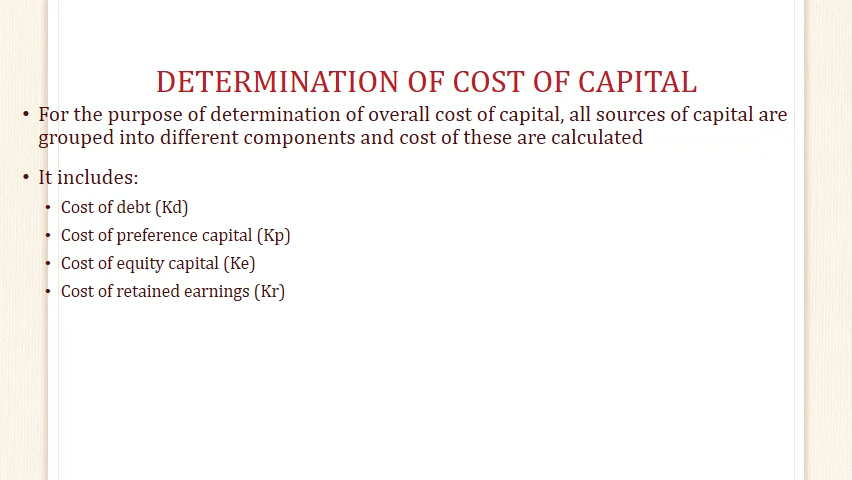 DETERMINATION OF COST OF CAPITAL
• For the purpose of determination of overall cost of capital, all sources of capital are
grouped into different components and cost of these are calculated
• It includes:
• Cost of debt (Kd)
• Cost of preference capital (Kp)
• Cost of equity capital (Ke)
• Cost of retained earnings (Kr)